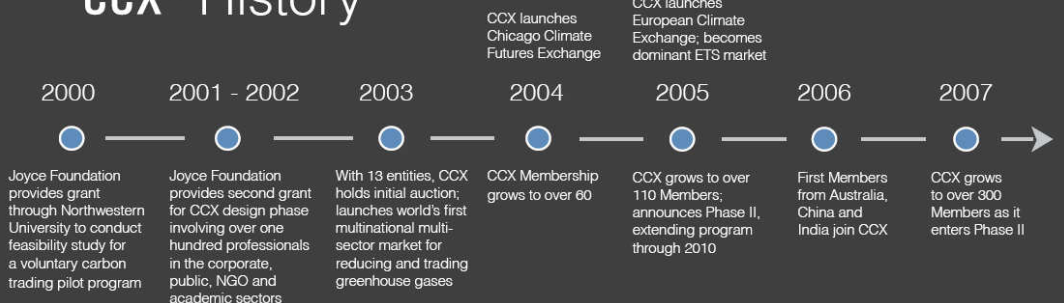 CCX History
CCX launches
Chicago Climate
Futures Exchange
CCX launches
European Climate
Exchange; becomes
dominant ETS market
2000
2001 - 2002
2003
2004
2005
2006
2007
Joyce Foundation
provides grant
through Northwestern
University to conduct
feasibility study for
a voluntary carbon
trading pilot program
Joyce Foundation
provides second grant
for CCX design phase
involving over one
hundred professionals
in the corporate,
public, NGO and
academic sectors
With 13 entities, CCX
holds initial auction;
launches world's first
multinational multi-
sector market for
reducing and trading
greenhouse gases
CCX Membership
grows to over 60
CCX grows to over
110 Members;
announces Phase II,
extending program
through 2010
First Members
from Australia,
China and
India join CCX
CCX grows
to over 300
Members as it
enters Phase II